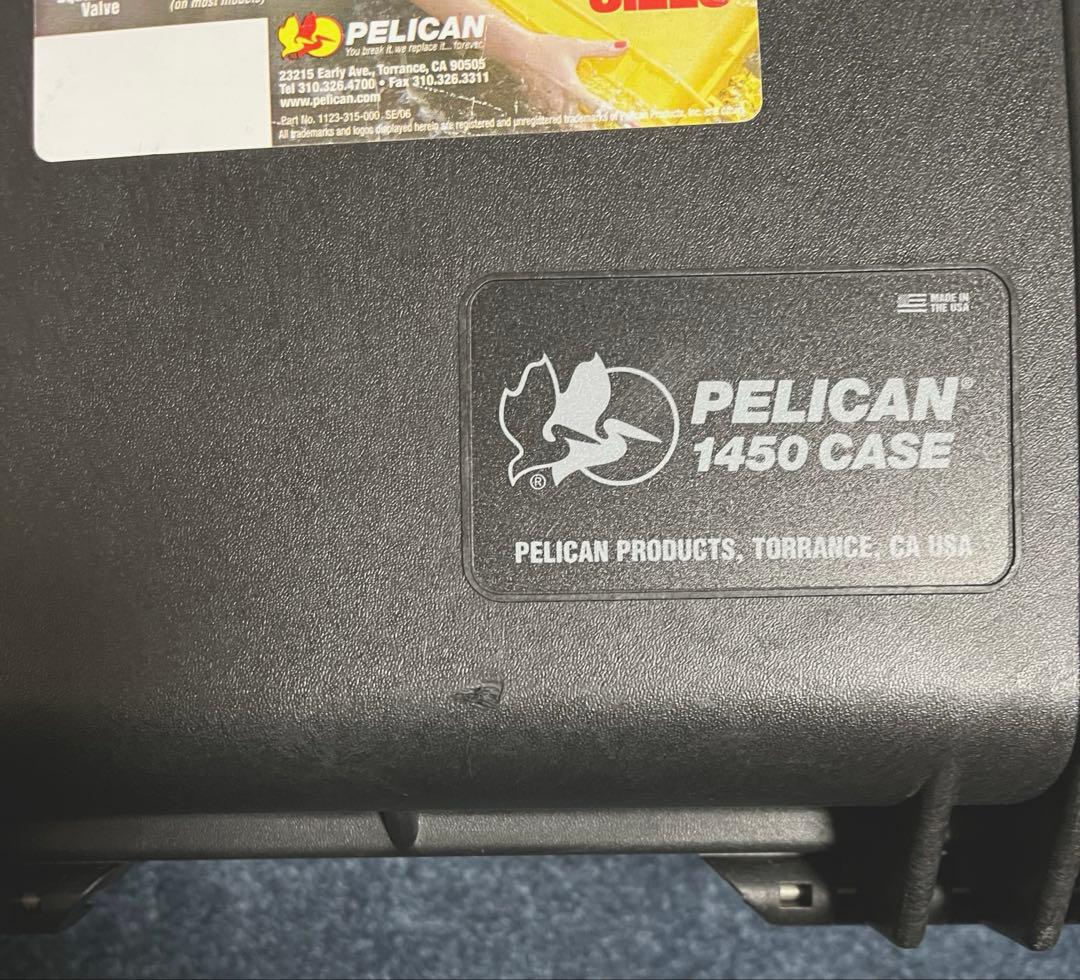 Valve
(on most models)
SIZES
PELICAN
You break it, we replace it... forever.
23215 Early Ave., Torrance, CA 90505
Tel 310.326.4700 • Fax 310.326.3311
www.pelican.com
Part No. 1123-315-000 SE/06
All trademarks and logos displayed herein are registered and unregistered trademarks of Pelican Products, Inc. and others.
MADE IN
THE USA
PELICAN®
1450 CASE
®
PELICAN PRODUCTS, TORRANCE, CA USA